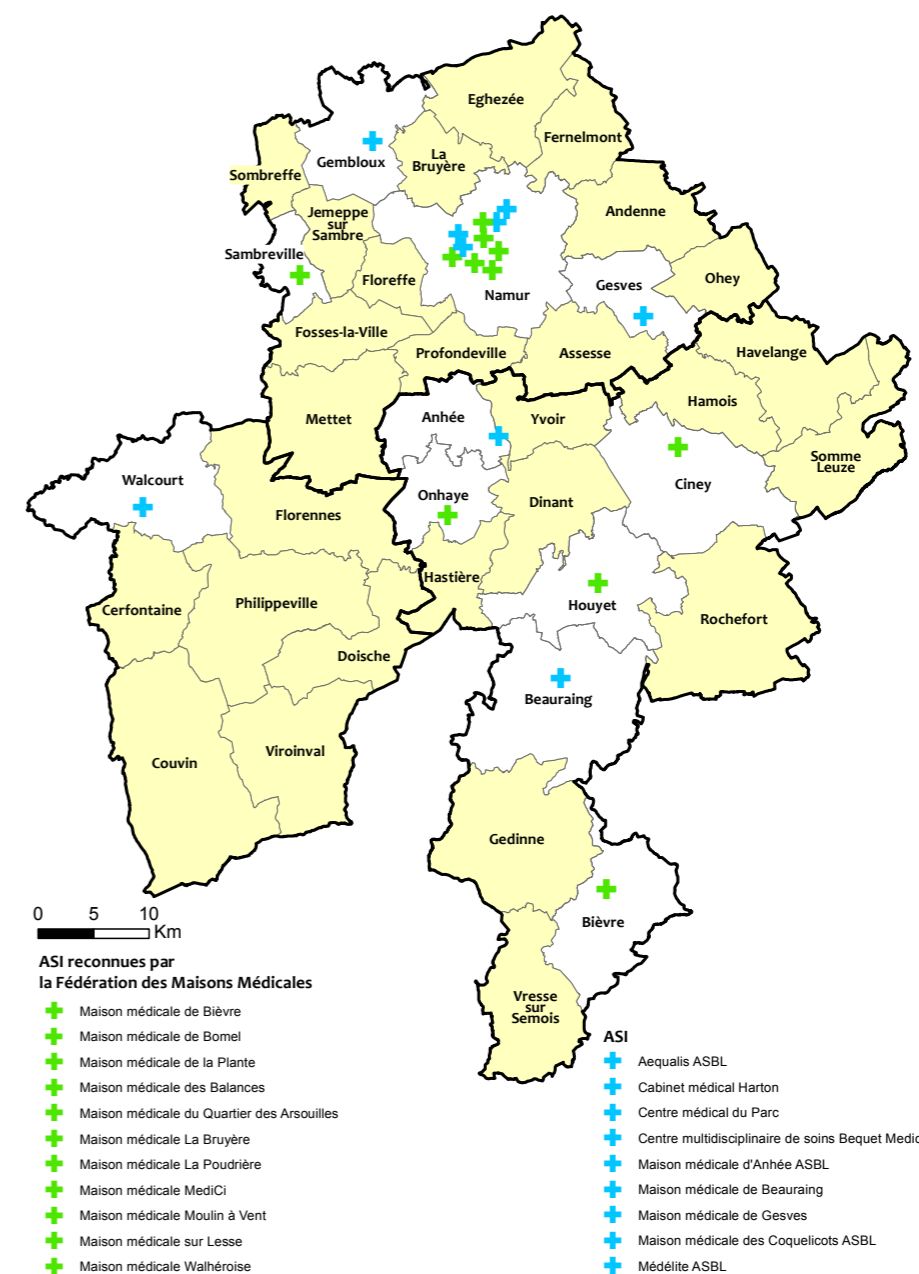 Eghezée
Fernelmont
Gembloux
La
Bruyère
Sombreffe
Jemeppe
sur
Sambre
Andenne
Sambreville
Floreffe
Namur
Gesves
Ohey
Fosses-la-Ville
Profondeville
Assesse
Havelange
Mettet
Anhée
Yvoir
Hamois
Somme
Leuze
Walcourt
Onhaye
Dinant
Ciney
Florennes
Hastière
Houyet
Cerfontaine
Philippeville
Rochefort
Doische
Beauraing
Couvin
Viroinval
Gedinne
Bièvre
Vresse
sur
Semois
0 5 10
Km
ASI reconnues par
la Fédération des Maisons Médicales
Maison médicale de Bièvre
Maison médicale de Bomel
Maison médicale de la Plante
Maison médicale des Balances
Maison médicale du Quartier des Arsouilles
Maison médicale La Bruyère
Maison médicale La Poudrière
Maison médicale MediCi
Maison médicale Moulin à Vent
Maison médicale sur Lesse
Maison médicale Walhéroise
ASI
Aequalis ASBL
Cabinet médical Harton
Centre médical du Parc
Centre multidisciplinaire de soins Bequet Medic
Maison médicale d'Anhée ASBL
Maison médicale de Beauraing
Maison médicale de Gesves
Maison médicale des Coquelicots ASBL
Médélite ASBL